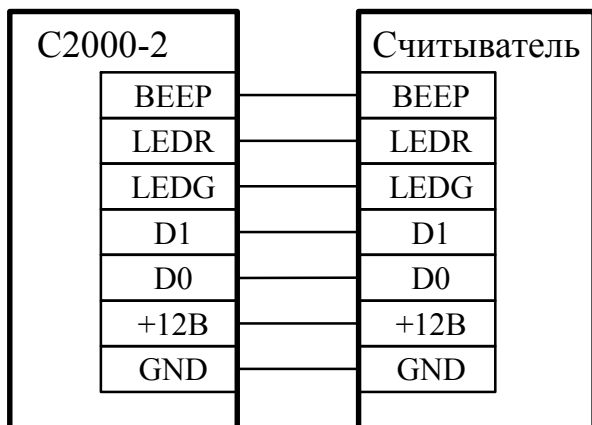 С2000-2 Считыватель
BEEP BEEP
LEDR LEDR
LEDG LEDG
D1 D1
D0 D0
+12В +12В
GND GND